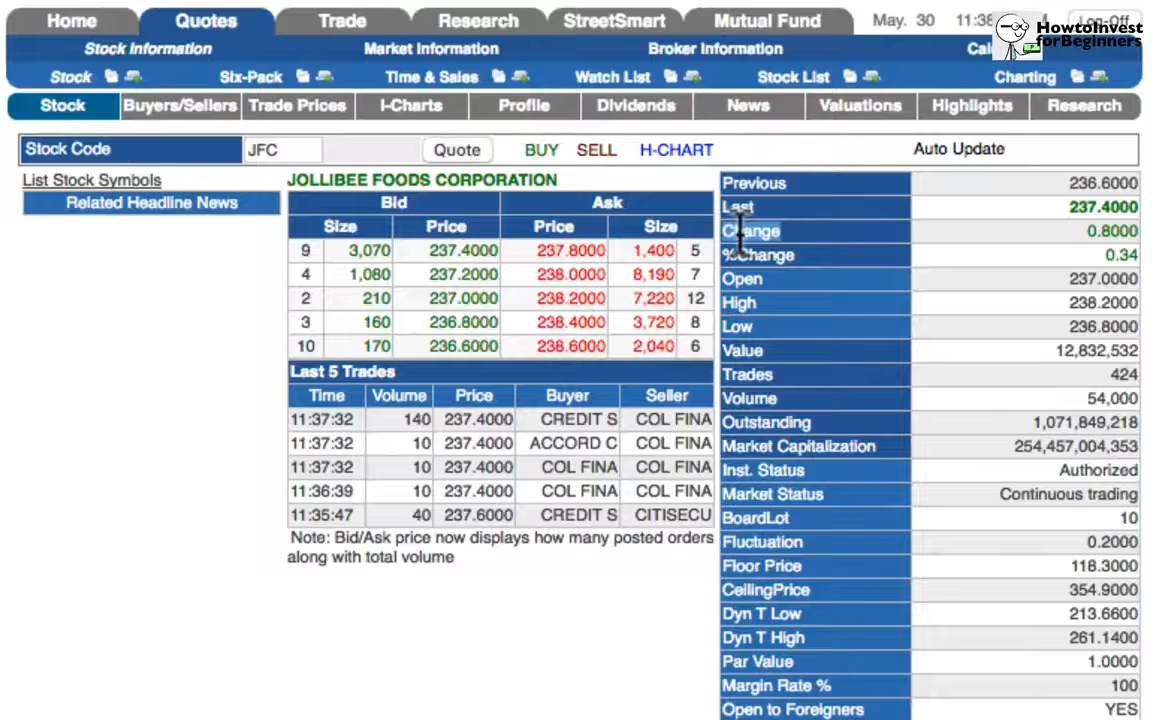 Home Quotes Trade Research StreetSmart Mutual Fund May. 30 Log-Off
HowtoInvest
forBeginners
Stock Information Market Information Broker Information
Stock Six-Pack Time & Sales Watch List Stock List Charting
Stock Buyers/Sellers Trade Prices I-Charts Profile Dividends News Valuations Highlights Research
Stock Code JFC Quote BUY SELL H-CHART Auto Update
List Stock Symbols
Related Headline News
JOLLIBEE FOODS CORPORATION
Bid Ask
Size Price Price Size
9 3,070 237.4000 237.8000 1,400 5
4 1,080 237.2000 238.0000 8,190 7
2 210 237.0000 238.2000 7,220 12
3 160 236.8000 238.4000 3,720 8
10 170 236.6000 238.6000 2,040 6
Last 5 Trades
Time Volume Price Buyer Seller
11:37:32 140 237.4000 CREDIT S COL FINA
11:37:32 10 237.4000 ACCORD C COL FINA
11:37:32 10 237.4000 COL FINA COL FINA
11:36:39 10 237.4000 COL FINA COL FINA
11:35:47 40 237.6000 CREDIT S CITISECU
Note: Bid/Ask price now displays how many posted orders
along with total volume
Previous 236.6000
Last 237.4000
Change 0.8000
%Change 0.34
Open 237.0000
High 238.2000
Low 236.8000
Value 12,832,532
Trades 424
Volume 54,000
Outstanding 1,071,849,218
Market Capitalization 254,457,004,353
Inst. Status Authorized
Market Status Continuous trading
BoardLot 10
Fluctuation 0.2000
Floor Price 118.3000
CeilingPrice 354.9000
Dyn T Low 213.6600
Dyn T High 261.1400
Par Value 1.0000
Margin Rate % 100
Open to Foreigners YES